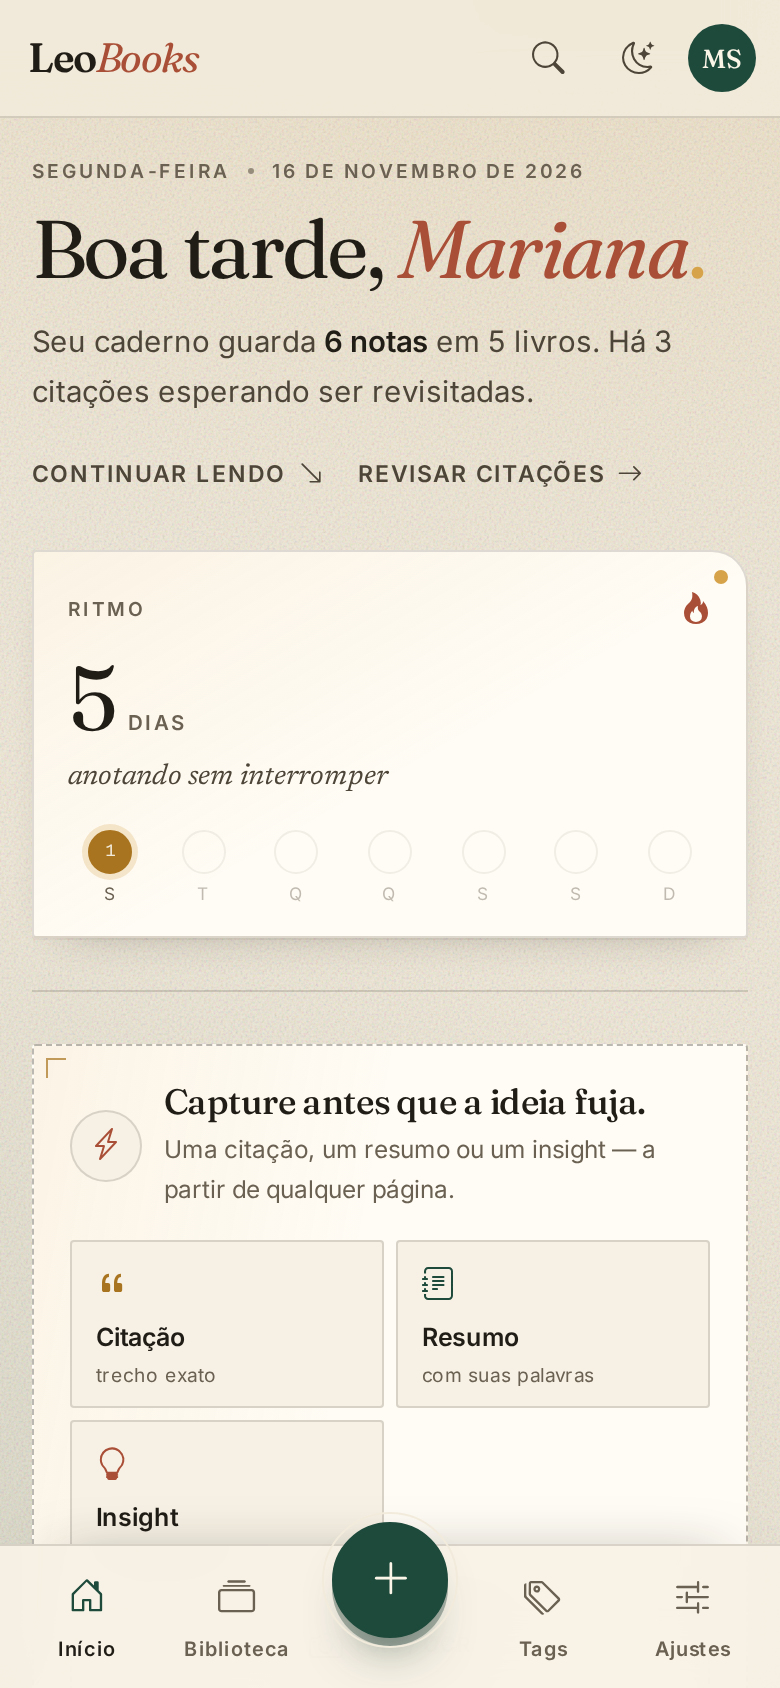 LeoBooks
MS
SEGUNDA-FEIRA • 16 DE NOVEMBRO DE 2026
Boa tarde, Mariana.
Seu caderno guarda 6 notas em 5 livros. Há 3
citações esperando ser revisitadas.
CONTINUAR LENDO ↘ REVISAR CITAÇÕES →
RITMO
5 DIAS
anotando sem interromper
1
S T Q Q S S D
Capture antes que a ideia fuja.
Uma citação, um resumo ou um insight — a
partir de qualquer página.
Citação
trecho exato
Resumo
com suas palavras
Insight
Início Biblioteca Tags Ajustes